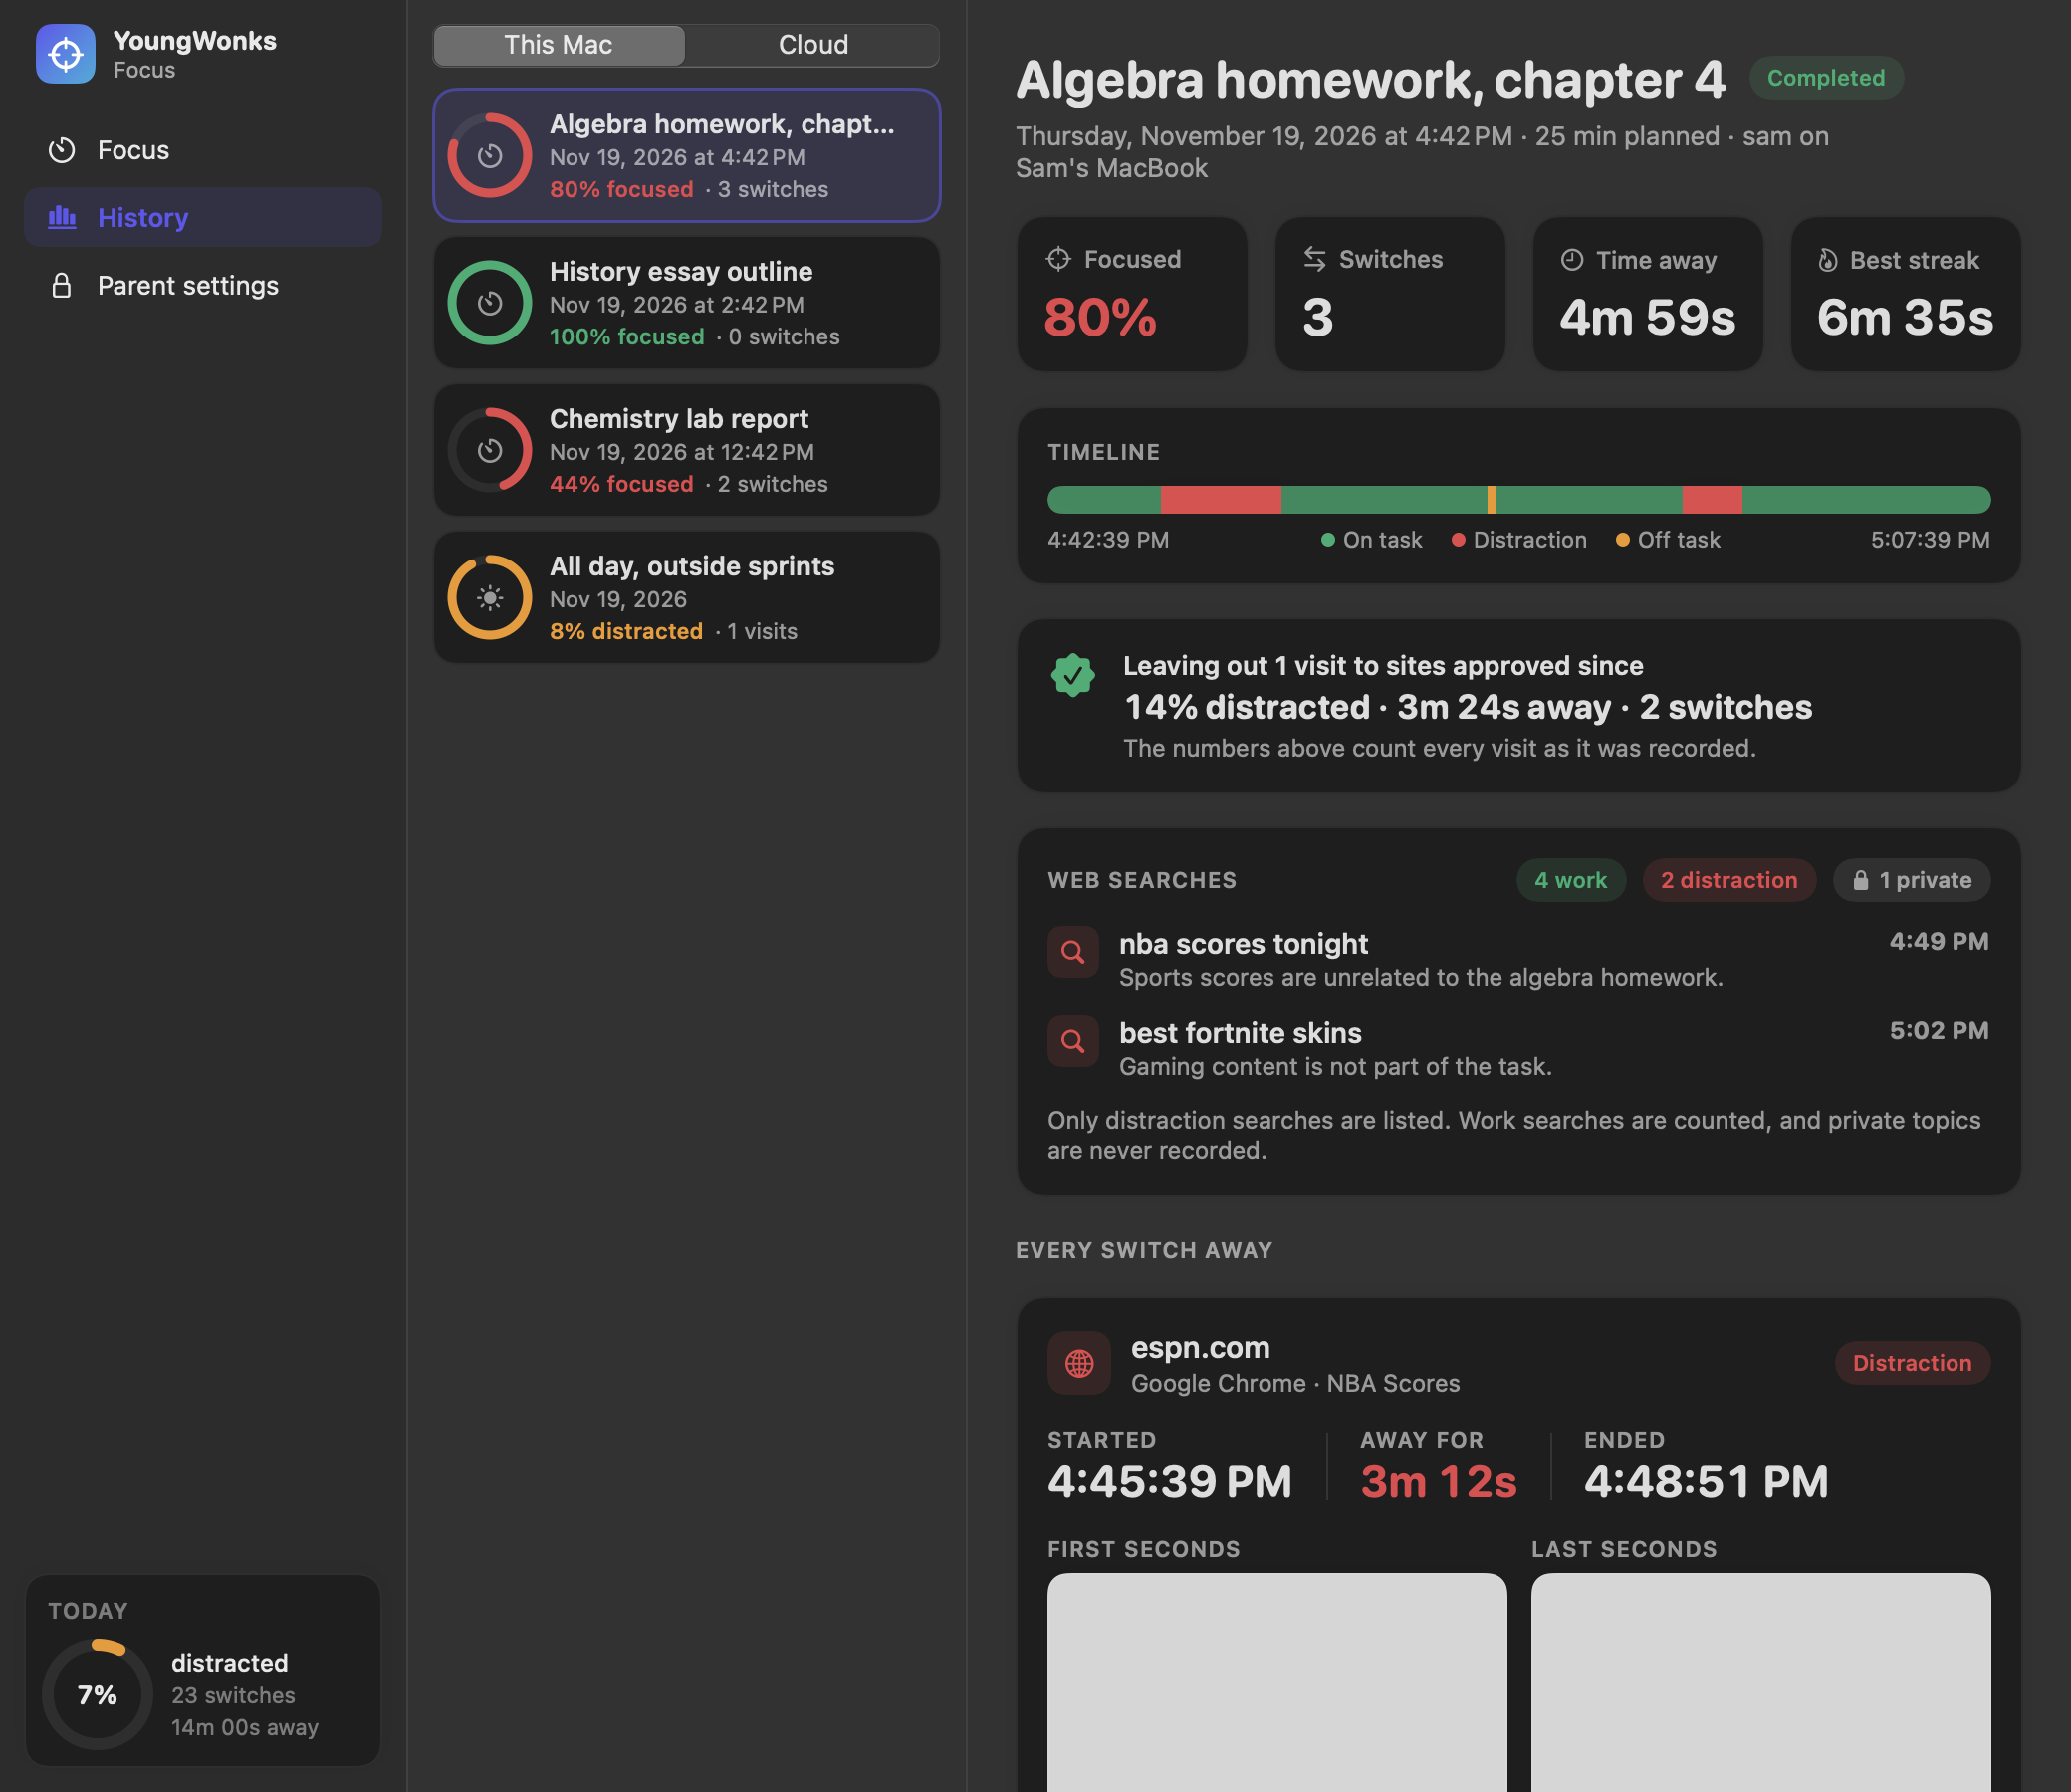 YoungWonks
Focus
Focus
History
Parent settings
TODAY
7%
distracted
23 switches
14m 00s away
This Mac
Cloud
Algebra homework, chapt...
Nov 19, 2026 at 4:42 PM
80% focused · 3 switches
History essay outline
Nov 19, 2026 at 2:42 PM
100% focused · 0 switches
Chemistry lab report
Nov 19, 2026 at 12:42 PM
44% focused · 2 switches
All day, outside sprints
Nov 19, 2026
8% distracted · 1 visits
Algebra homework, chapter 4
Completed
Thursday, November 19, 2026 at 4:42 PM · 25 min planned · sam on
Sam's MacBook
Focused
80%
Switches
3
Time away
4m 59s
Best streak
6m 35s
TIMELINE
4:42:39 PM
On task
Distraction
Off task
5:07:39 PM
Leaving out 1 visit to sites approved since
14% distracted · 3m 24s away · 2 switches
The numbers above count every visit as it was recorded.
WEB SEARCHES
4 work
2 distraction
1 private
nba scores tonight
4:49 PM
Sports scores are unrelated to the algebra homework.
best fortnite skins
5:02 PM
Gaming content is not part of the task.
Only distraction searches are listed. Work searches are counted, and private topics
are never recorded.
EVERY SWITCH AWAY
espn.com
Google Chrome · NBA Scores
Distraction
STARTED
4:45:39 PM
AWAY FOR
3m 12s
ENDED
4:48:51 PM
FIRST SECONDS
LAST SECONDS